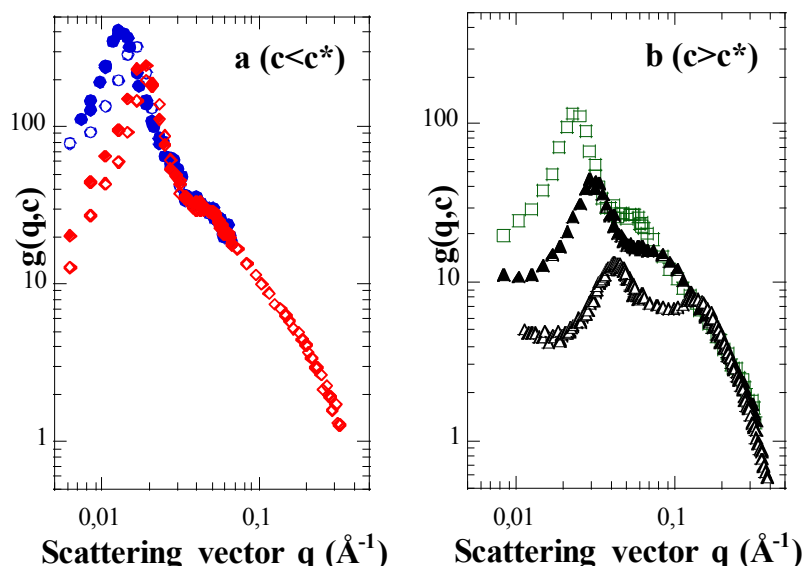 a (c<c*)
g(q,c)
100
10
1
0,01
0,1
Scattering vector q (Å⁻¹)
b (c>c*)
g(q,c)
100
10
1
0,01
0,1
Scattering vector q (Å⁻¹)